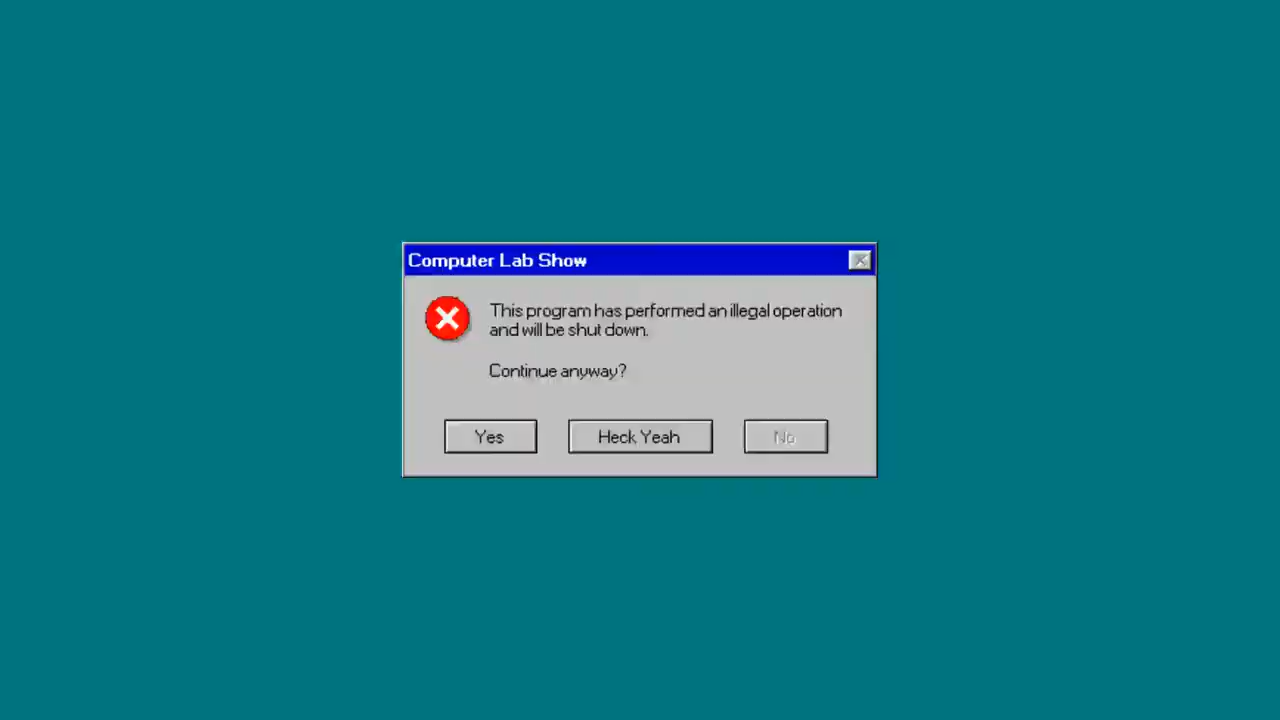 Computer Lab Show
This program has performed an illegal operation
and will be shut down.
Continue anyway?
Yes Heck Yeah No